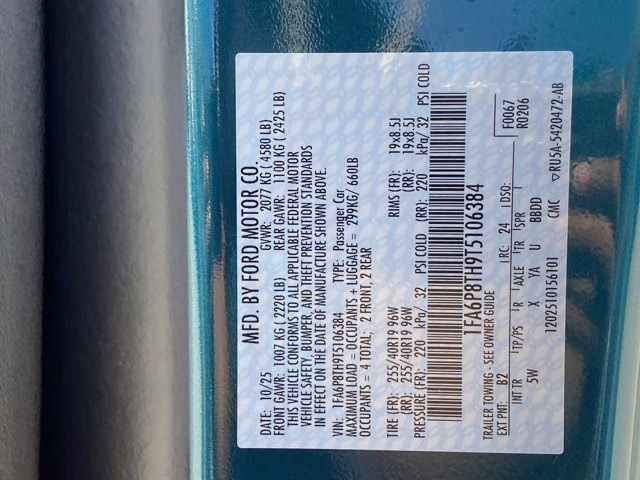 MFD. BY FORD MOTOR CO.
DATE: 10/25 GVWR: 2077 KG ( 4580 LB)
FRONT GAWR: 1007 KG ( 2220 LB) REAR GAWR: 1100 KG ( 2425 LB)
THIS VEHICLE CONFORMS TO ALL APPLICABLE FEDERAL MOTOR
VEHICLE SAFETY, BUMPER, AND THEFT PREVENTION STANDARDS
IN EFFECT ON THE DATE OF MANUFACTURE SHOWN ABOVE.
VIN: 1FA6P8TH9T5106384 TYPE: Passenger Car
MAXIMUM LOAD = OCCUPANTS + LUGGAGE = 299KG/ 660LB
OCCUPANTS = 4 TOTAL; 2 FRONT, 2 REAR
TIRE (FR): 255/40R19 96W RIMS (FR): 19x8.5J
(RR): 255/40R19 96W (RR): 19x8.5J
PRESSURE (FR): 220 kPa/ 32 PSI COLD (RR): 220 kPa/ 32 PSI COLD
1FA6P8TH9T5106384
TRAILER TOWING - SEE OWNER GUIDE F0067
EXT PNT: B2 RC: 24 DSO: R0206
INT TR TP/PS R AXLE TR SPR
5W X YA U BBDD
1202510156101 CMC ▽RU5A-5420472-AB